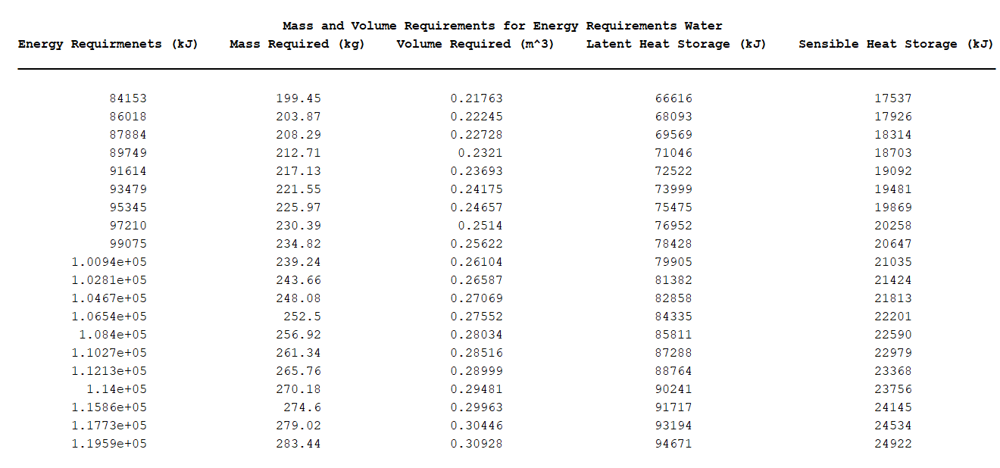 Mass and Volume Requirements for Energy Requirements Water
Energy Requirmenets (kJ) Mass Required (kg) Volume Required (m^3) Latent Heat Storage (kJ) Sensible Heat Storage (kJ)
84153 199.45 0.21763 66616 17537
86018 203.87 0.22245 68093 17926
87884 208.29 0.22728 69569 18314
89749 212.71 0.2321 71046 18703
91614 217.13 0.23693 72522 19092
93479 221.55 0.24175 73999 19481
95345 225.97 0.24657 75475 19869
97210 230.39 0.2514 76952 20258
99075 234.82 0.25622 78428 20647
1.0094e+05 239.24 0.26104 79905 21035
1.0281e+05 243.66 0.26587 81382 21424
1.0467e+05 248.08 0.27069 82858 21813
1.0654e+05 252.5 0.27552 84335 22201
1.084e+05 256.92 0.28034 85811 22590
1.1027e+05 261.34 0.28516 87288 22979
1.1213e+05 265.76 0.28999 88764 23368
1.14e+05 270.18 0.29481 90241 23756
1.1586e+05 274.6 0.29963 91717 24145
1.1773e+05 279.02 0.30446 93194 24534
1.1959e+05 283.44 0.30928 94671 24922